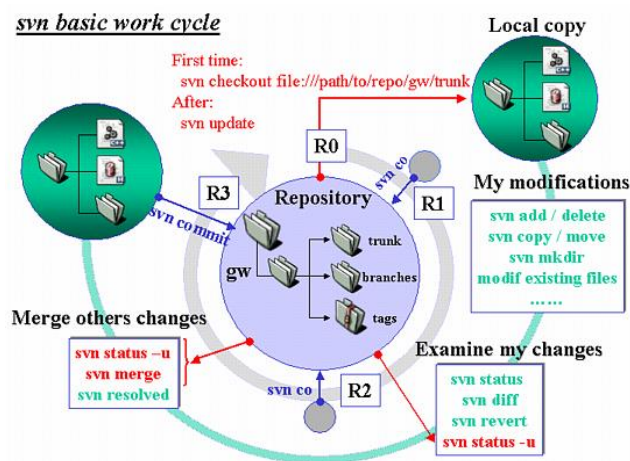 svn basic work cycle
Local copy
First time:
svn checkout file:///path/to/repo/gw/trunk
After:
svn update
R0
svn co
R1
R3
Repository
svn commit
My modifications
svn add / delete
svn copy / move
svn mkdir
modif existing files
......
trunk
gw
branches
tags
Merge others changes
svn status –u
svn merge
svn resolved
Examine my changes
svn status
svn diff
svn revert
svn status -u
svn co
R2